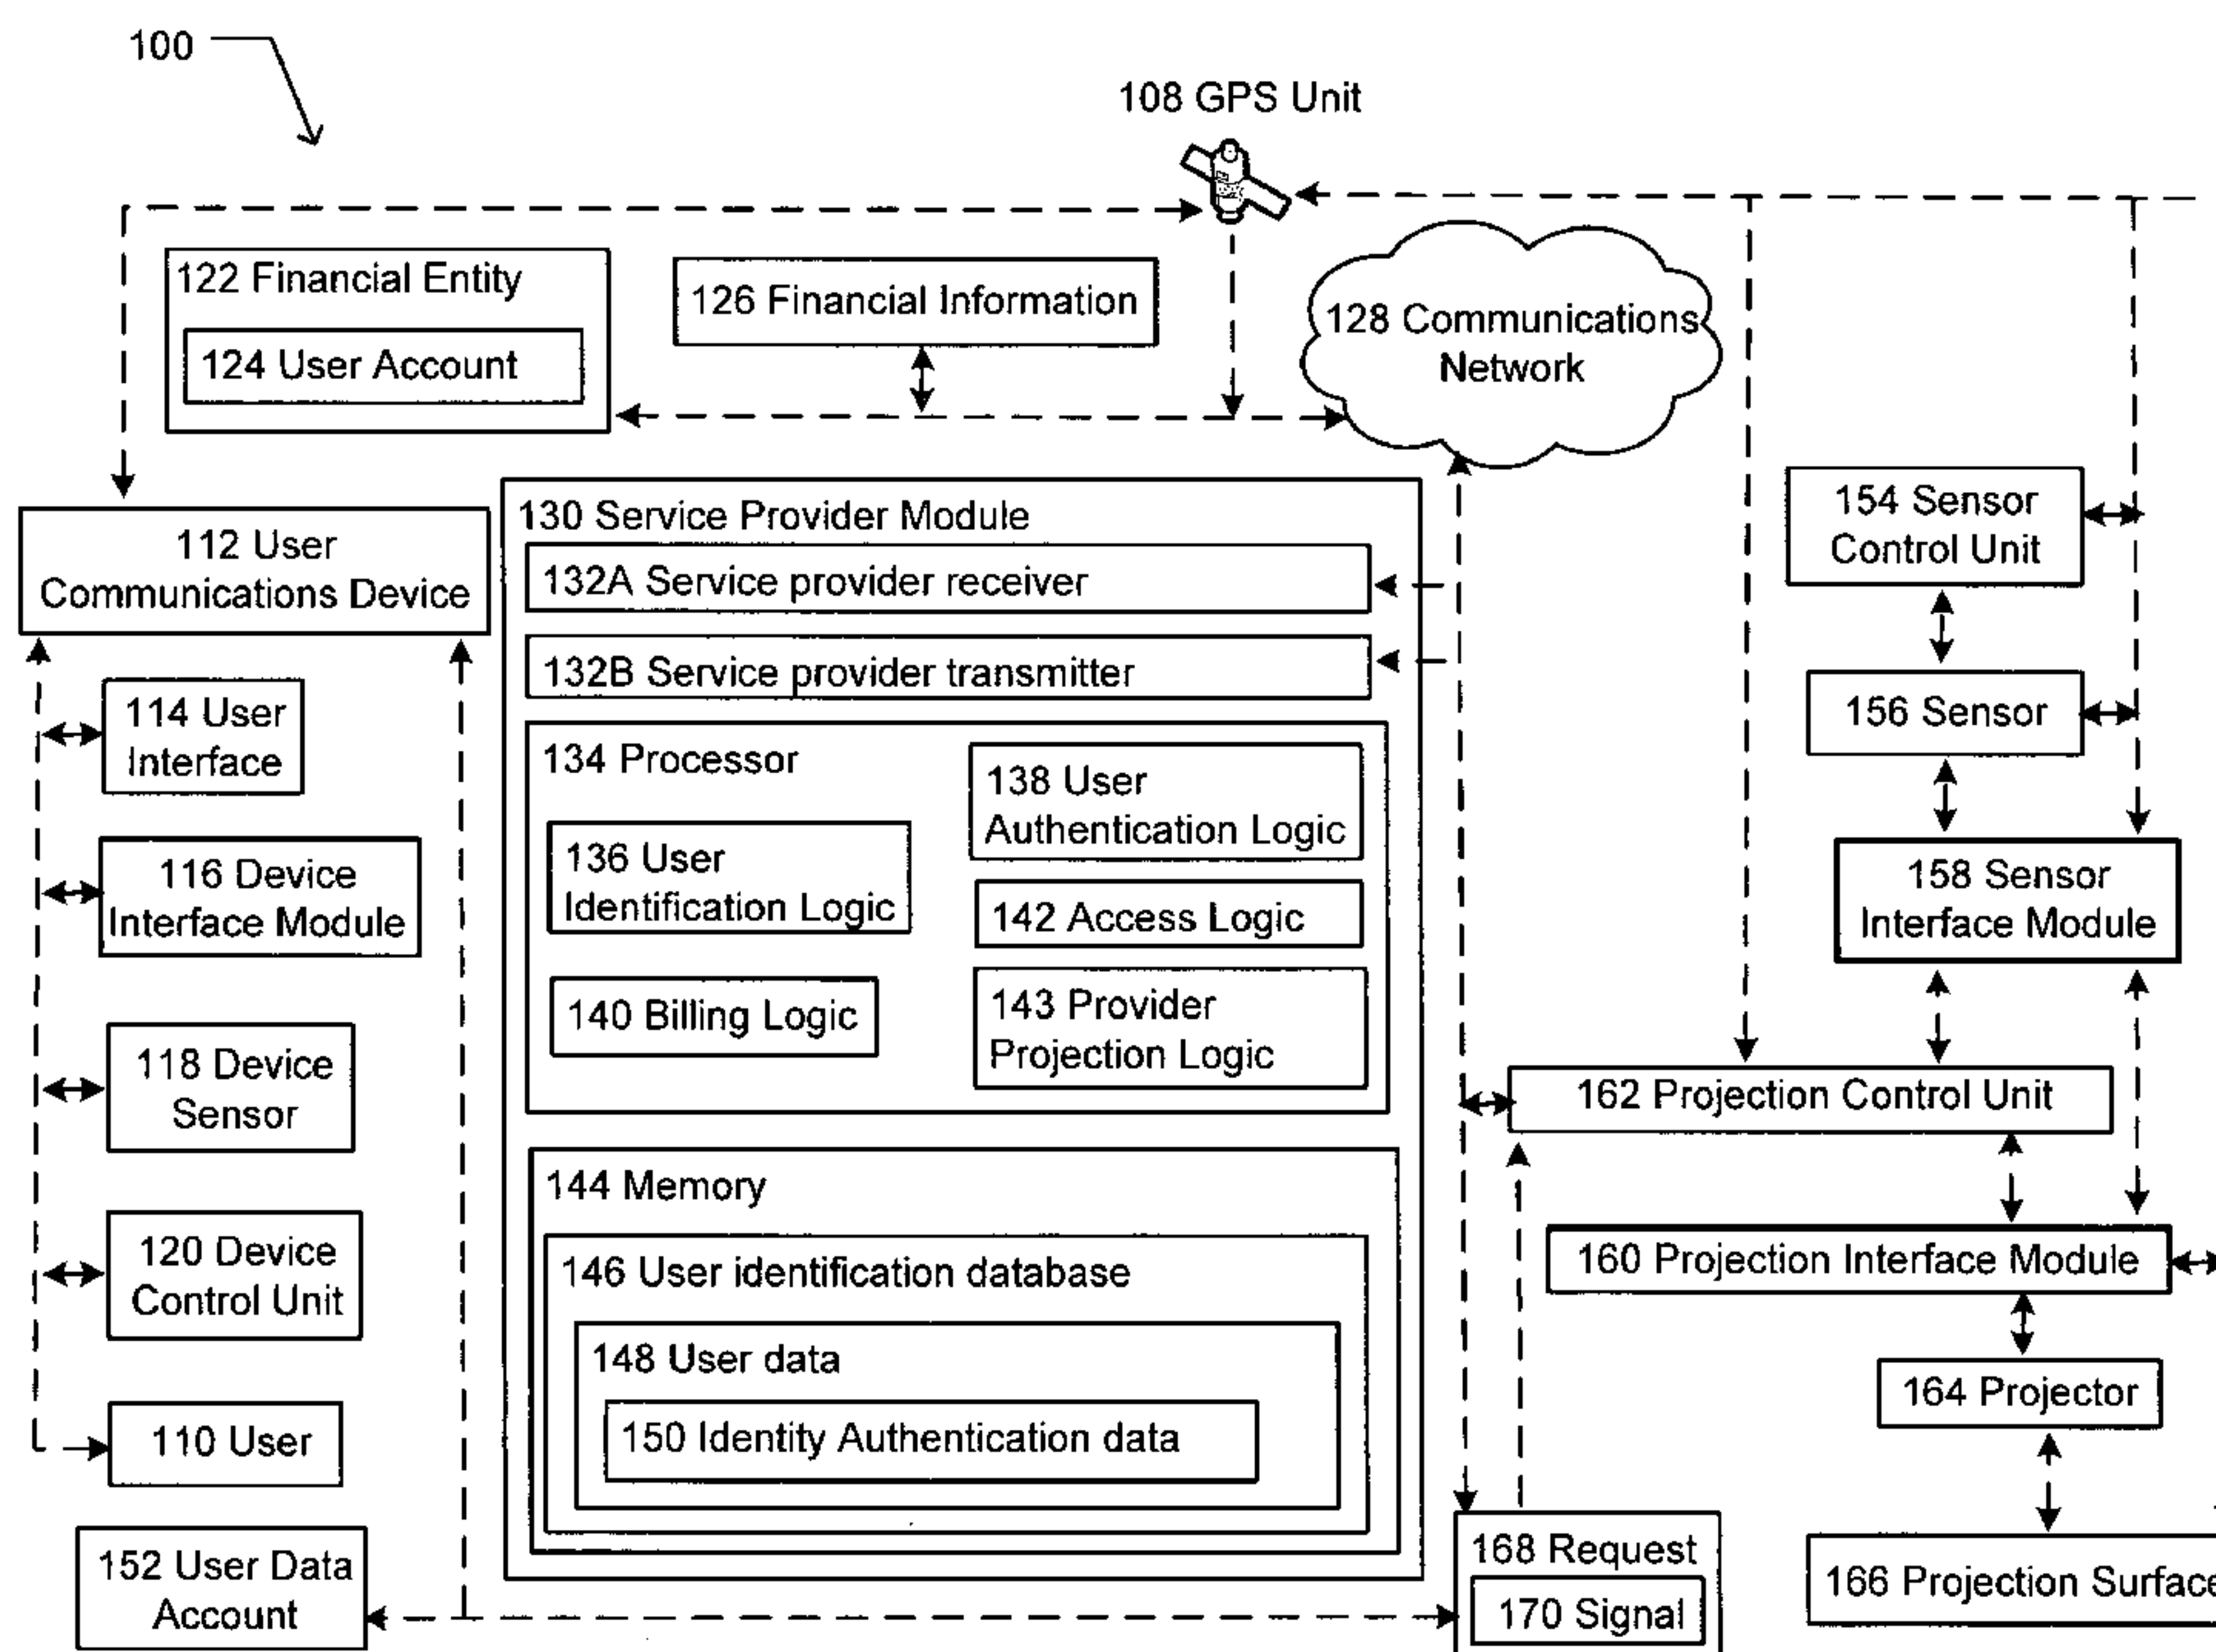 100
108 GPS Unit
122 Financial Entity
124 User Account
126 Financial Information
128 Communications
Network
112 User
Communications Device
114 User
Interface
116 Device
Interface Module
118 Device
Sensor
120 Device
Control Unit
110 User
152 User Data
Account
130 Service Provider Module
132A Service provider receiver
132B Service provider transmitter
134 Processor
136 User
Identification Logic
138 User
Authentication Logic
142 Access Logic
140 Billing Logic
143 Provider
Projection Logic
144 Memory
146 User identification database
148 User data
150 Identity Authentication data
154 Sensor
Control Unit
156 Sensor
158 Sensor
Interface Module
162 Projection Control Unit
160 Projection Interface Module
164 Projector
166 Projection Surface
168 Request
170 Signal